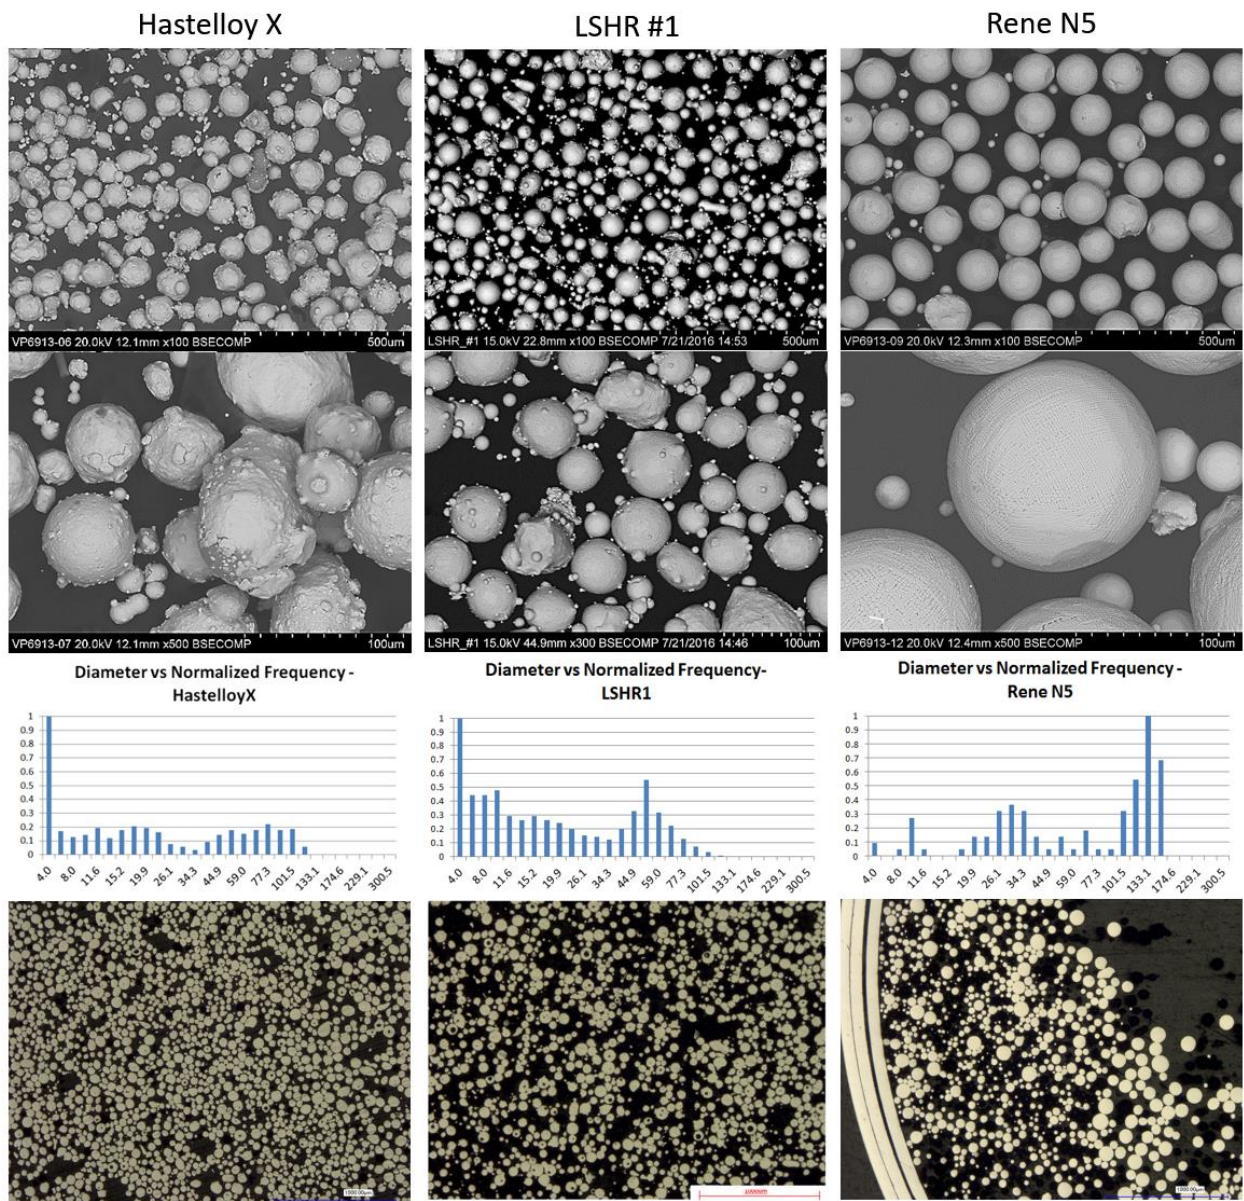 Hastelloy X
LSHR #1
Rene N5
VP6913-06 20.0kV 12.1mm x100 BSECOMP 500um
LSHR_#1 15.0kV 22.8mm x100 BSECOMP 7/21/2016 14:53 500um
VP6913-09 20.0kV 12.3mm x100 BSECOMP 500um
VP6913-07 20.0kV 12.1mm x500 BSECOMP 100um
LSHR_#1 15.0kV 44.9mm x300 BSECOMP 7/21/2016 14:46 100um
VP6913-12 20.0kV 12.4mm x500 BSECOMP 100um
Diameter vs Normalized Frequency -
HastelloyX
1
0.9
0.8
0.7
0.6
0.5
0.4
0.3
0.2
0.1
0
4.0 8.0 11.6 15.2 19.9 26.1 34.3 44.9 59.0 77.3 101.5 133.1 174.6 229.1 300.5
Diameter vs Normalized Frequency-
LSHR1
1
0.9
0.8
0.7
0.6
0.5
0.4
0.3
0.2
0.1
0
4.0 8.0 11.6 15.2 19.9 26.1 34.3 44.9 59.0 77.3 101.5 133.1 174.6 229.1 300.5
Diameter vs Normalized Frequency -
Rene N5
1
0.9
0.8
0.7
0.6
0.5
0.4
0.3
0.2
0.1
0
4.0 8.0 11.6 15.2 19.9 26.1 34.3 44.9 59.0 77.3 101.5 133.1 174.6 229.1 300.5
1000.00µm
1000.00µm